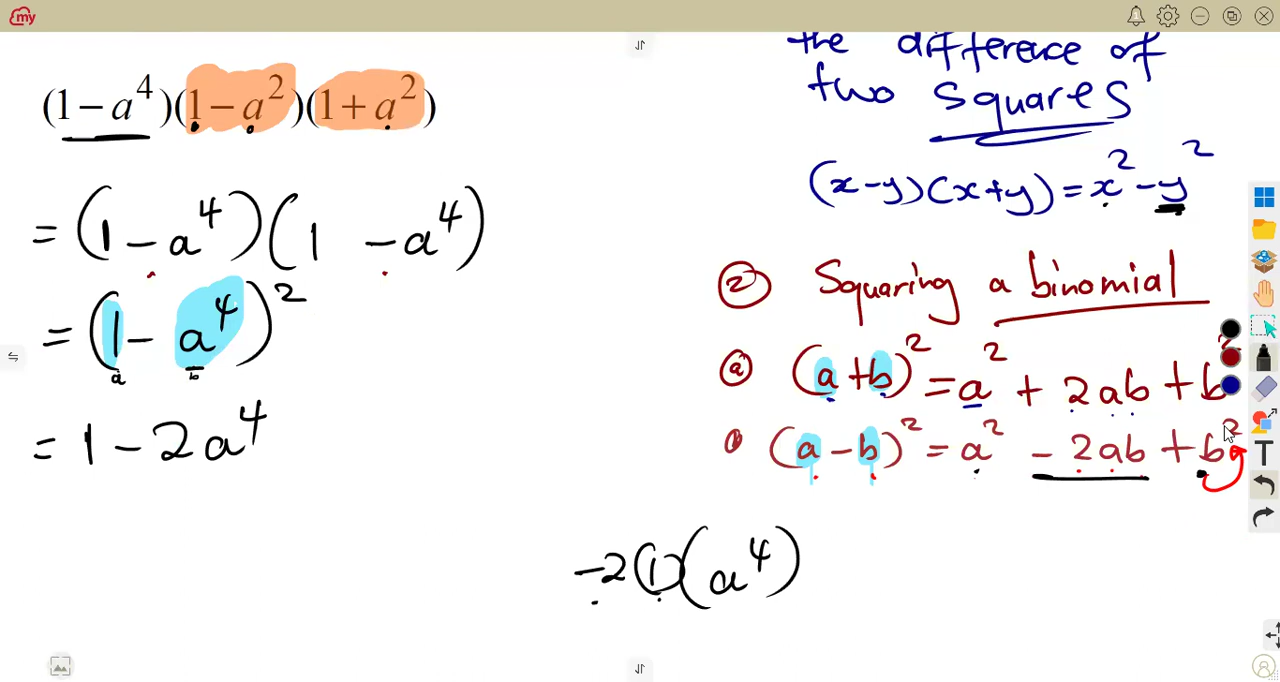 my
(1 − a⁴)(1 − a²)(1 + a²)
= (1 − a⁴)(1 − a⁴)
= (1 − a⁴)²
a b
= 1 − 2a⁴
the difference of
two squares
(x−y)(x+y) = x² − y²
② Squaring a binomial
ⓐ (a + b)² = a² + 2ab + b²
(a − b)² = a² − 2ab + b²
−2(1)(a⁴)
T